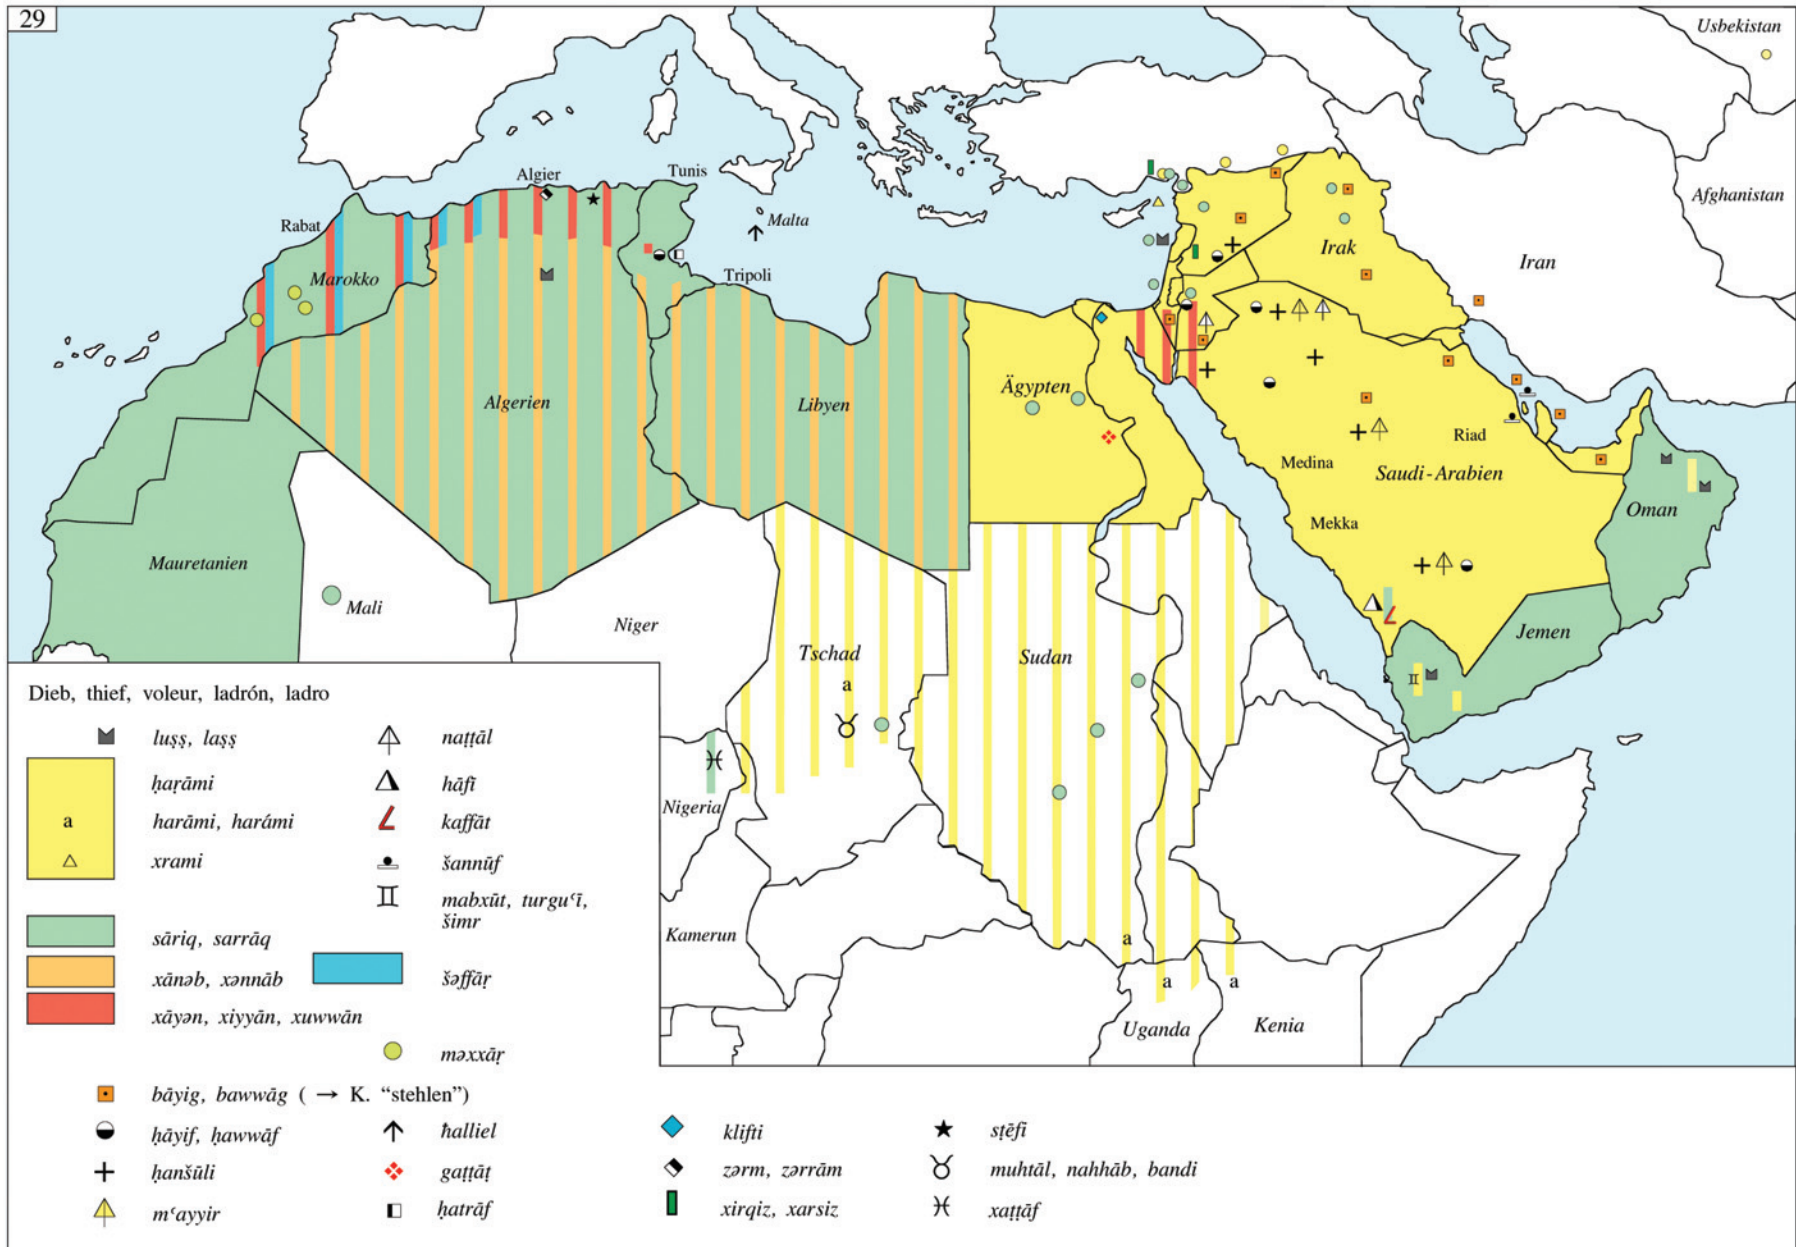 29
Usbekistan
Afghanistan
Iran
Algier
Tunis
Rabat
Malta
Marokko
Tripoli
Irak
Algerien
Libyen
Ägypten
Riad
Medina
Saudi-Arabien
Mekka
Oman
Mauretanien
Mali
Niger
Tschad
Sudan
Jemen
a
Nigeria
Kamerun
a
a
a
Uganda
Kenia
Dieb, thief, voleur, ladrón, ladro
luṣṣ, laṣṣ
ḥaṛāmi
a harāmi, harámi
xrami
sāriq, sarrāq
xānəb, xənnāb
xāyən, xiyyān, xuwwān
naṭṭāl
hāfi
kaffāt
šannūf
mabxūt, turguʿī,
šimr
šəffāṛ
məxxāṛ
bāyig, bawwāg ( → K. “stehlen”)
ḥāyif, ḥawwāf
ḥanšūli
mʿayyir
ħalliel
gaṭṭāṭ
ḥatrāf
klifti
zərm, zərrām
xirqiz, xarsiz
sṭēfi
muhtāl, nahhāb, bandi
xaṭṭāf